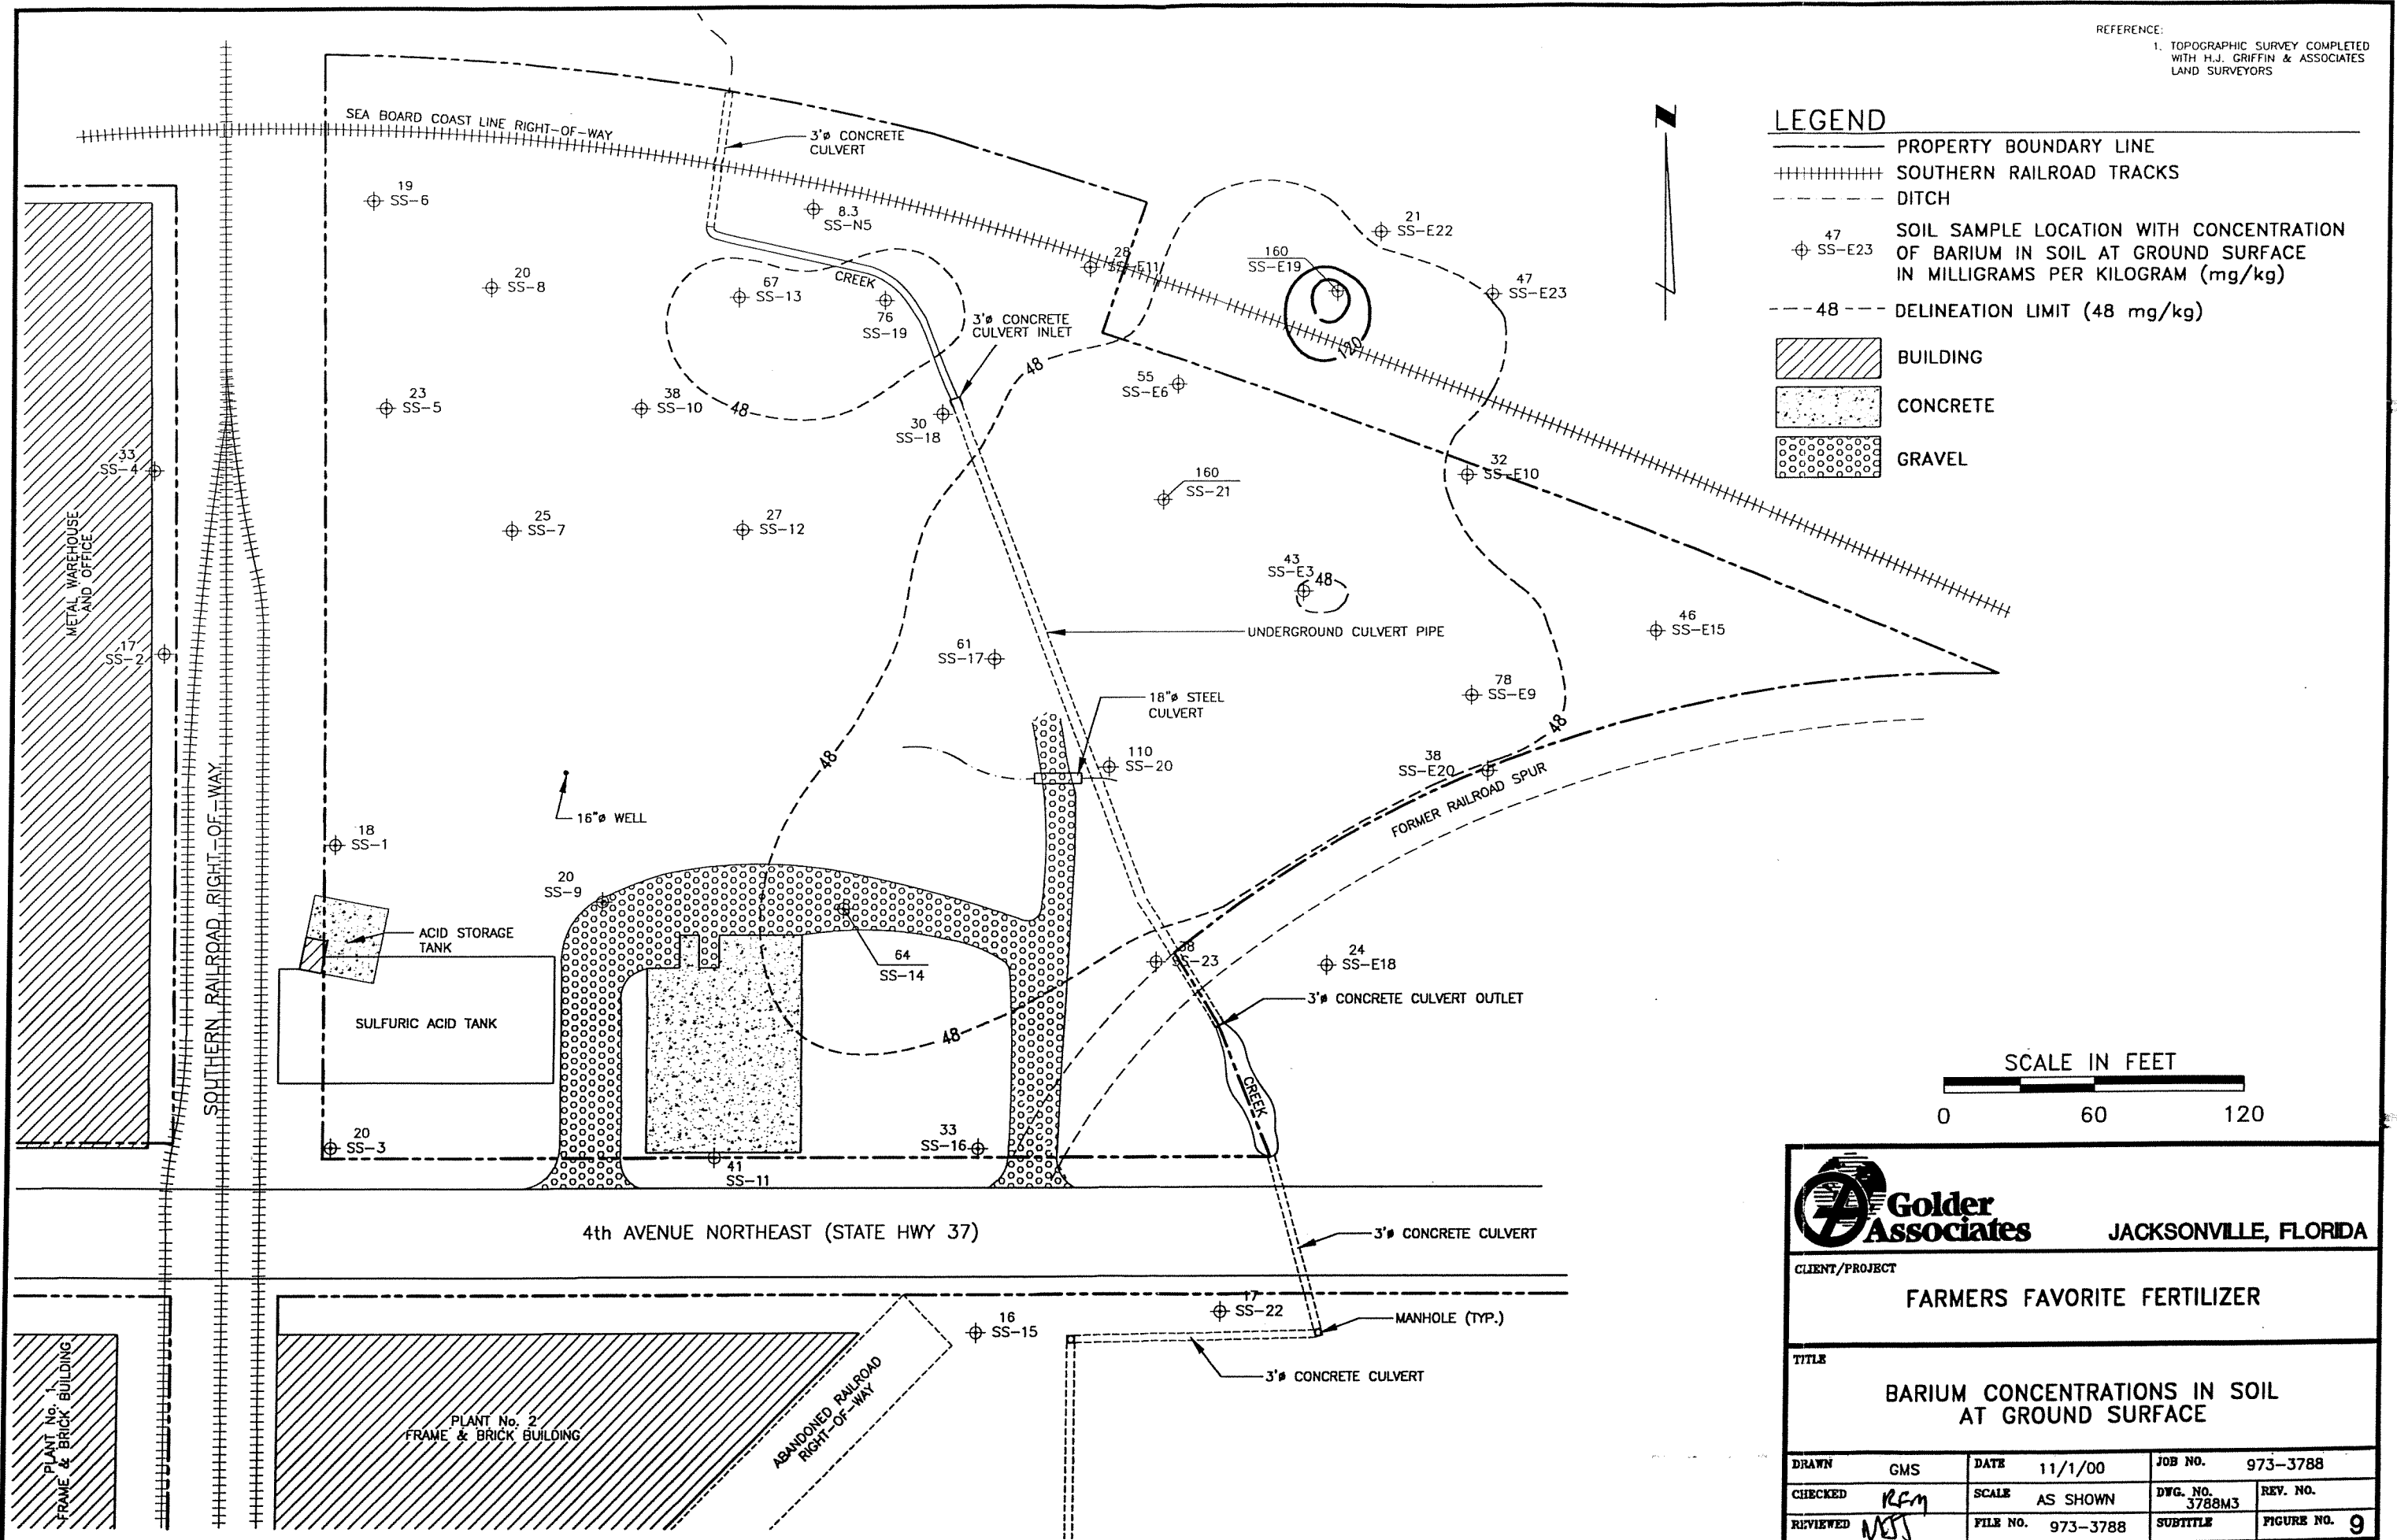 REFERENCE:
1. TOPOGRAPHIC SURVEY COMPLETED
WITH H.J. GRIFFIN & ASSOCIATES
LAND SURVEYORS
LEGEND
PROPERTY BOUNDARY LINE
SOUTHERN RAILROAD TRACKS
DITCH
47
SS-E23
SOIL SAMPLE LOCATION WITH CONCENTRATION
OF BARIUM IN SOIL AT GROUND SURFACE
IN MILLIGRAMS PER KILOGRAM (mg/kg)
48
DELINEATION LIMIT (48 mg/kg)
BUILDING
CONCRETE
GRAVEL
N
SEA BOARD COAST LINE RIGHT-OF-WAY
3'ø CONCRETE
CULVERT
19
SS-6
8.3
SS-N5
21
SS-E22
28
SS-E11
160
SS-E19
47
SS-E23
20
SS-8
67
SS-13
CREEK
76
SS-19
3'ø CONCRETE
CULVERT INLET
120
48
55
SS-E6
23
SS-5
38
SS-10
48
30
SS-18
33
SS-4
32
SS-E10
160
SS-21
25
SS-7
27
SS-12
METAL WAREHOUSE
AND OFFICE
43
SS-E3
48
UNDERGROUND CULVERT PIPE
46
SS-E15
17
SS-2
61
SS-17
18"ø STEEL
CULVERT
78
SS-E9
48
48
110
SS-20
38
SS-E20
FORMER RAILROAD SPUR
16"ø WELL
18
SS-1
SOUTHERN RAILROAD RIGHT-OF-WAY
20
SS-9
ACID STORAGE
TANK
64
SS-14
38
SS-23
24
SS-E18
3'ø CONCRETE CULVERT OUTLET
SULFURIC ACID TANK
48
CREEK
SCALE IN FEET
0 60 120
20
SS-3
41
SS-11
33
SS-16
4th AVENUE NORTHEAST (STATE HWY 37)
3'ø CONCRETE CULVERT
16
SS-15
17
SS-22
MANHOLE (TYP.)
3'ø CONCRETE CULVERT
PLANT No. 1
FRAME & BRICK BUILDING
PLANT No. 2
FRAME & BRICK BUILDING
ABANDONED RAILROAD
RIGHT-OF-WAY
Golder
Associates
JACKSONVILLE, FLORIDA
CLIENT/PROJECT
FARMERS FAVORITE FERTILIZER
TITLE
BARIUM CONCENTRATIONS IN SOIL
AT GROUND SURFACE
DRAWN GMS DATE 11/1/00 JOB NO. 973-3788
CHECKED RFM SCALE AS SHOWN DWG. NO. 3788M3 REV. NO.
REVIEWED FILE NO. 973-3788 SUBTITLE FIGURE NO. 9